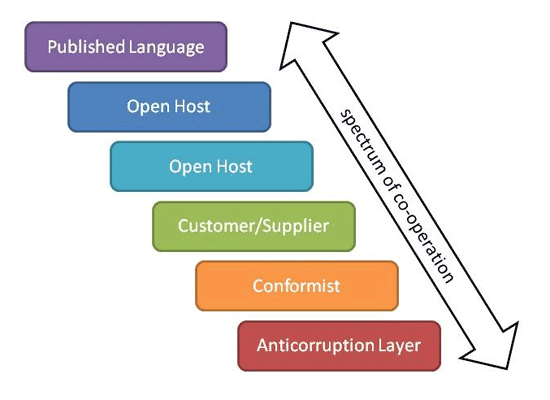 Published Language
Open Host
Open Host
Customer/Supplier
Conformist
Anticorruption Layer
spectrum of co-operation